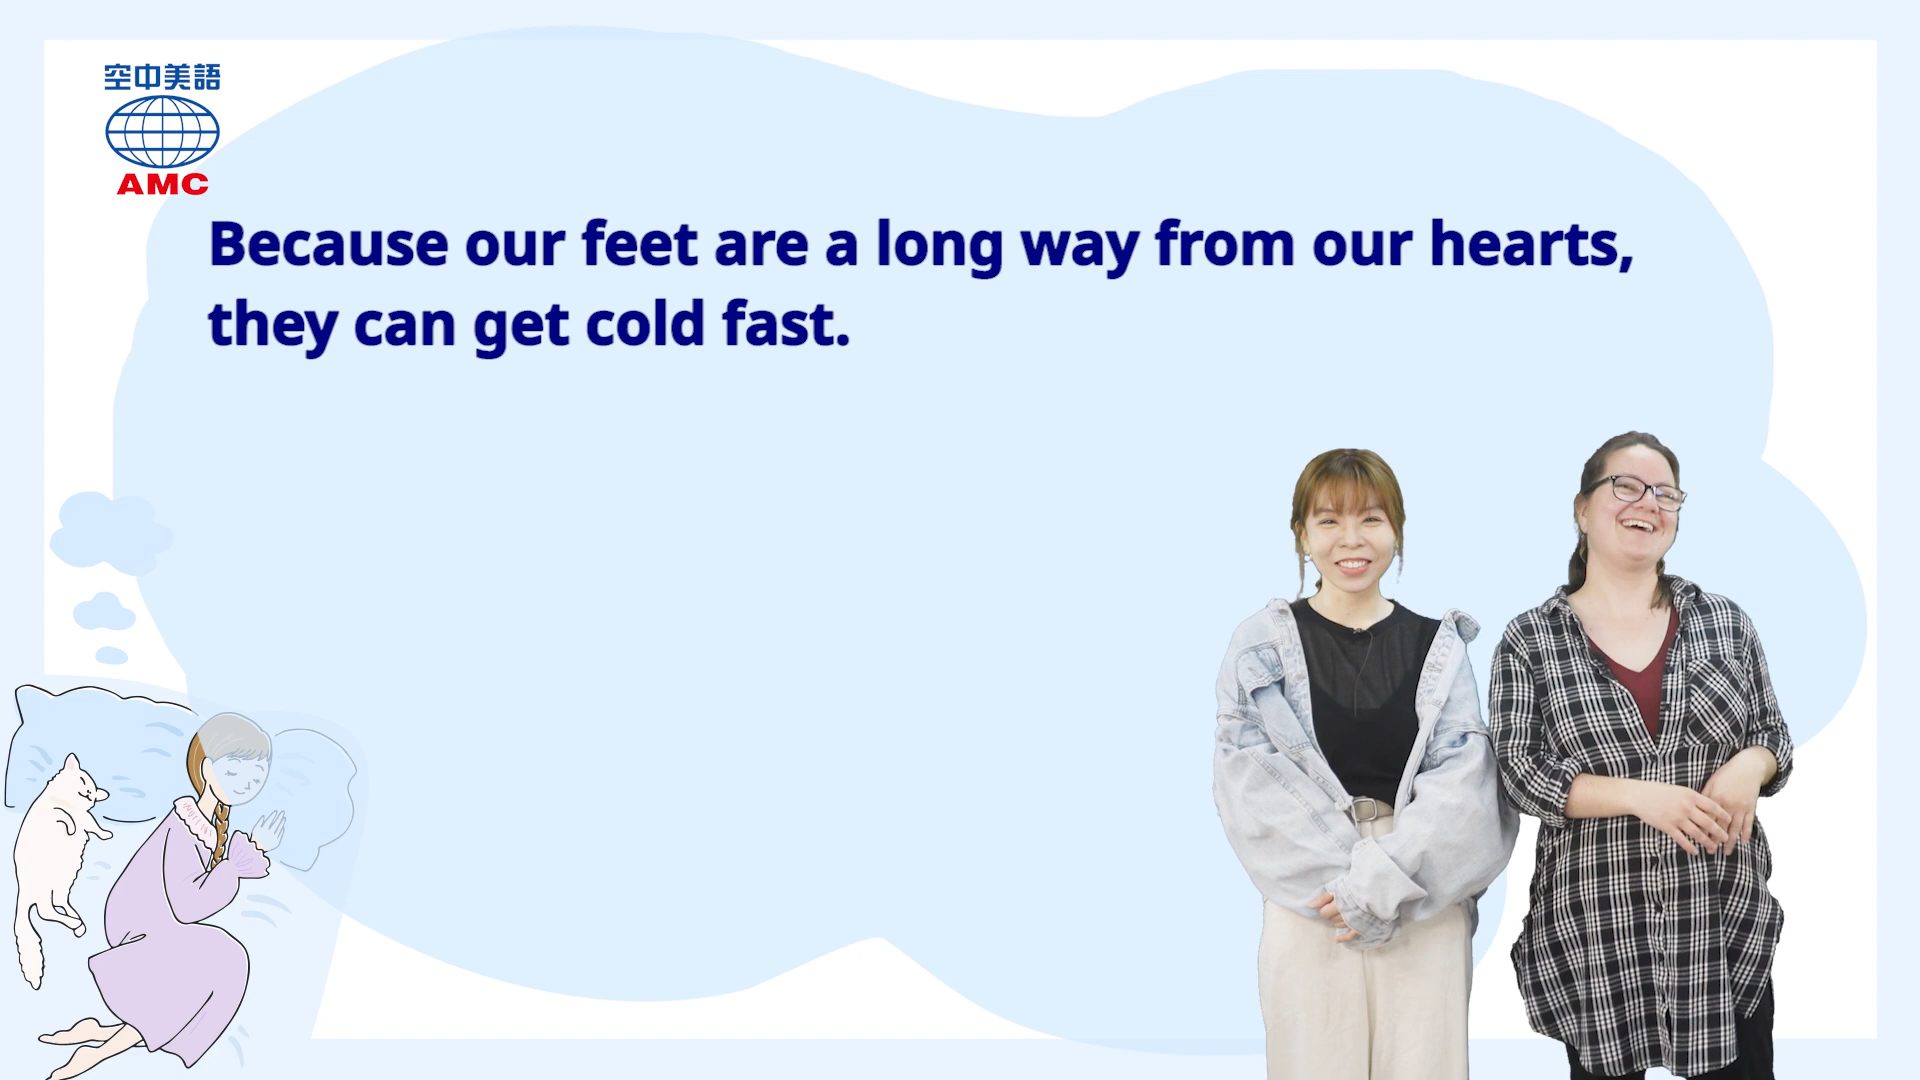 空中美語
AMC
Because our feet are a long way from our hearts,
they can get cold fast.